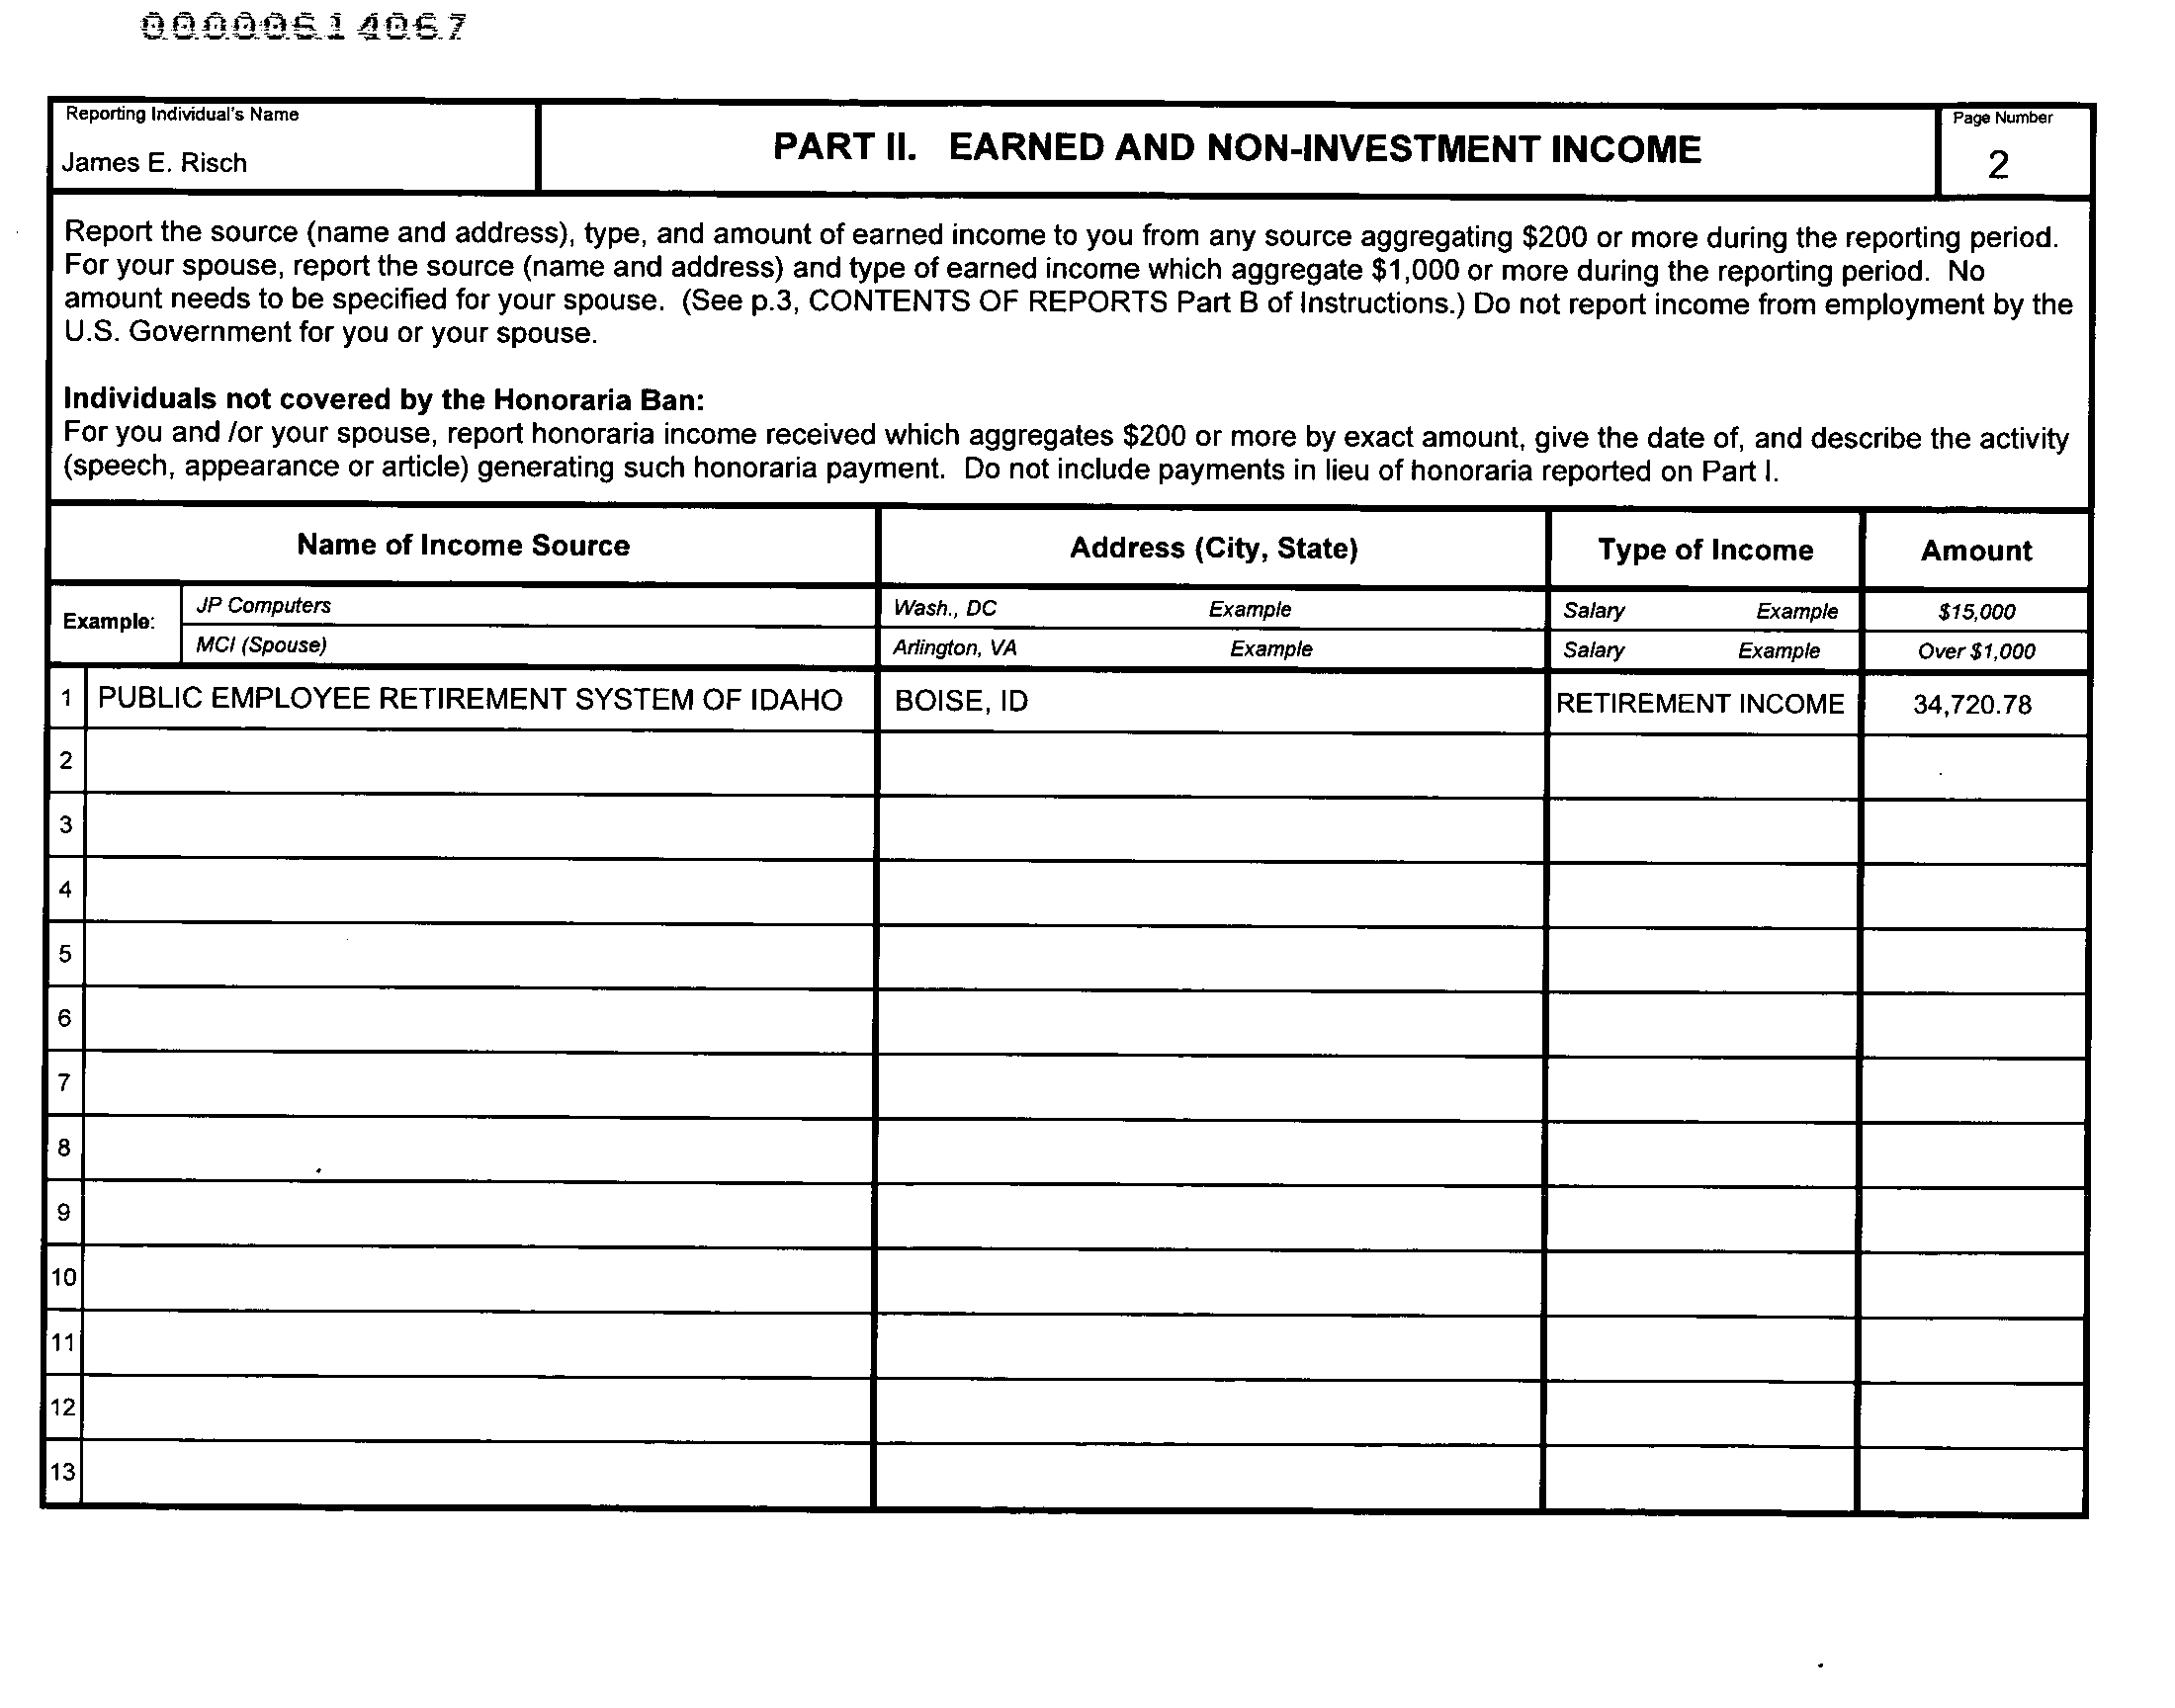 00000614067
Reporting Individual's Name
James E. Risch
PART II. EARNED AND NON-INVESTMENT INCOME
Page Number
2
Report the source (name and address), type, and amount of earned income to you from any source aggregating $200 or more during the reporting period.
For your spouse, report the source (name and address) and type of earned income which aggregate $1,000 or more during the reporting period. No
amount needs to be specified for your spouse. (See p.3, CONTENTS OF REPORTS Part B of Instructions.) Do not report income from employment by the
U.S. Government for you or your spouse.
Individuals not covered by the Honoraria Ban:
For you and /or your spouse, report honoraria income received which aggregates $200 or more by exact amount, give the date of, and describe the activity
(speech, appearance or article) generating such honoraria payment. Do not include payments in lieu of honoraria reported on Part I.
Name of Income Source Address (City, State) Type of Income Amount
Example:
JP Computers Wash., DC Example Salary Example $15,000
MCI (Spouse) Arlington, VA Example Salary Example Over $1,000
1 PUBLIC EMPLOYEE RETIREMENT SYSTEM OF IDAHO BOISE, ID RETIREMENT INCOME 34,720.78
2
3
4
5
6
7
8
9
10
11
12
13